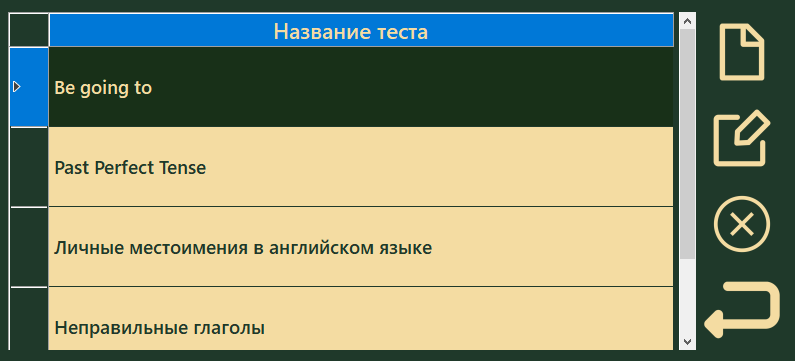 Название теста
Be going to
Past Perfect Tense
Личные местоимения в английском языке
Неправильные глаголы